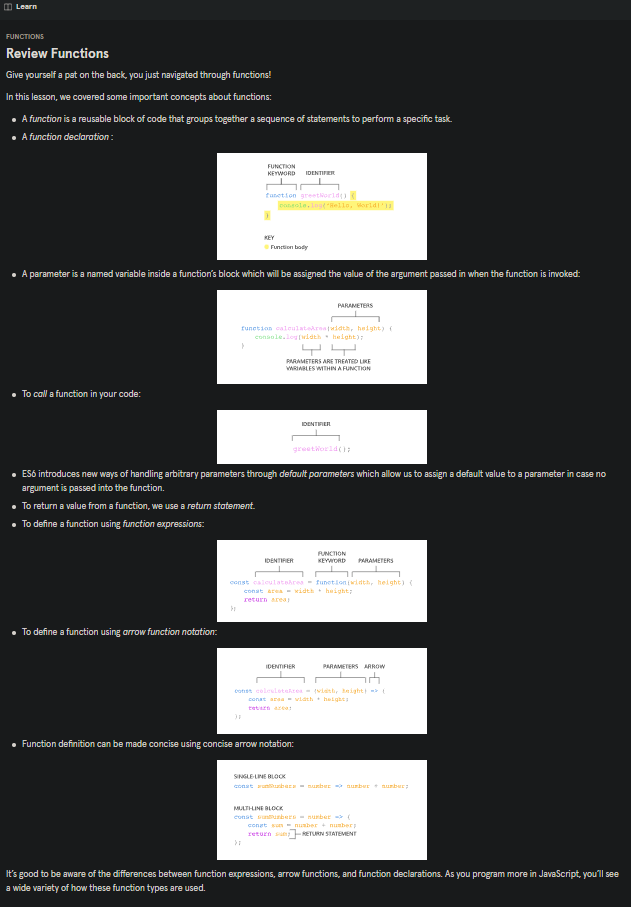 Learn
FUNCTIONS
Review Functions
Give yourself a pat on the back, you just navigated through functions!
In this lesson, we covered some important concepts about functions:
A function is a reusable block of code that groups together a sequence of statements to perform a specific task.
A function declaration :
FUNCTION
KEYWORD IDENTIFIER
function greetWorld() {
console.log('Hello, World!');
}
KEY
Function body
A parameter is a named variable inside a function's block which will be assigned the value of the argument passed in when the function is invoked:
PARAMETERS
function calculateArea(width, height) {
console.log(width * height);
}
PARAMETERS ARE TREATED LIKE
VARIABLES WITHIN A FUNCTION
To call a function in your code:
IDENTIFIER
greetWorld();
ES6 introduces new ways of handling arbitrary parameters through default parameters which allow us to assign a default value to a parameter in case no
argument is passed into the function.
To return a value from a function, we use a return statement.
To define a function using function expressions:
FUNCTION
IDENTIFIER KEYWORD PARAMETERS
const calculateArea = function(width, height) {
const area = width * height;
return area;
};
To define a function using arrow function notation:
IDENTIFIER PARAMETERS ARROW
const calculateArea = (width, height) => {
const area = width * height;
return area;
};
Function definition can be made concise using concise arrow notation:
SINGLE-LINE BLOCK
const sumNumbers = number => number + number;
MULTI-LINE BLOCK
const sumNumbers = number => {
const sum = number + number;
return sum; RETURN STATEMENT
};
It's good to be aware of the differences between function expressions, arrow functions, and function declarations. As you program more in JavaScript, you'll see
a wide variety of how these function types are used.